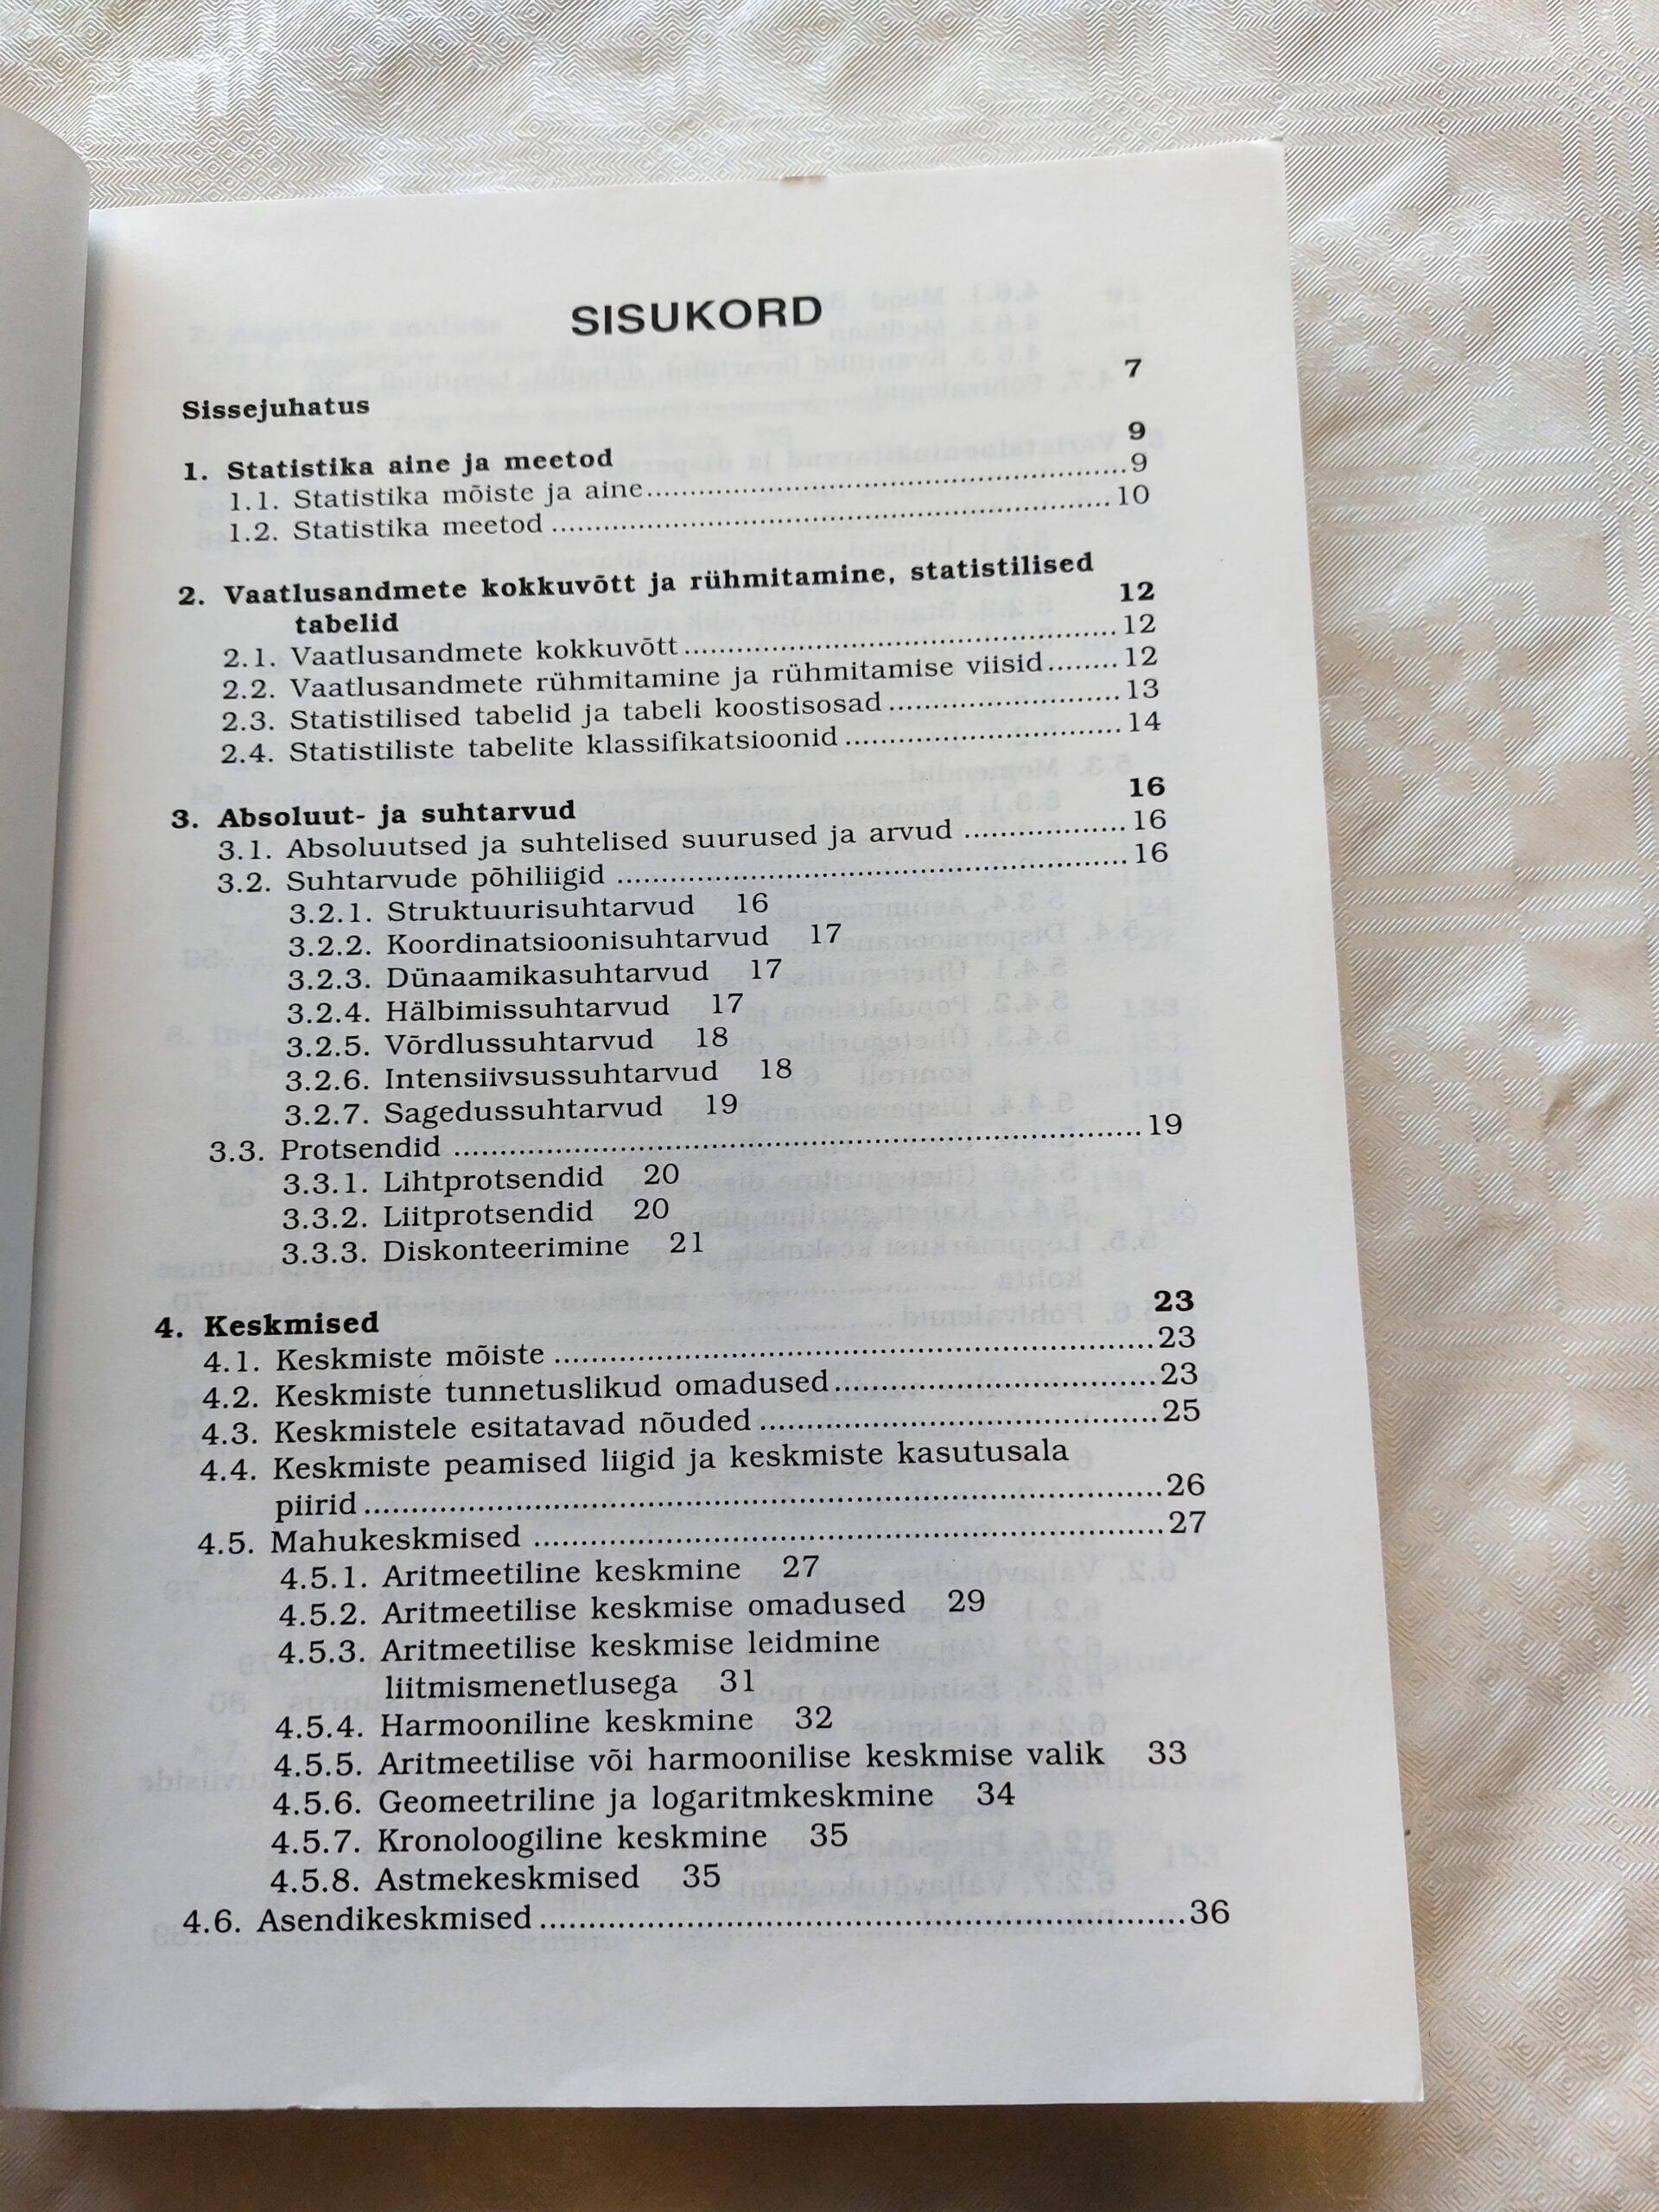 SISUKORD
Sissejuhatus 7
1. Statistika aine ja meetod 9
1.1. Statistika mõiste ja aine 9
1.2. Statistika meetod 10
2. Vaatlusandmete kokkuvõtt ja rühmitamine, statistilised
tabelid 12
2.1. Vaatlusandmete kokkuvõtt 12
2.2. Vaatlusandmete rühmitamine ja rühmitamise viisid 12
2.3. Statistilised tabelid ja tabeli koostisosad 13
2.4. Statistiliste tabelite klassifikatsioonid 14
3. Absoluut- ja suhtarvud 16
3.1. Absoluutsed ja suhtelised suurused ja arvud 16
3.2. Suhtarvude põhiliigid 16
3.2.1. Struktuurisuhtarvud 16
3.2.2. Koordinatsioonisuhtarvud 17
3.2.3. Dünaamikasuhtarvud 17
3.2.4. Hälbimissuhtarvud 17
3.2.5. Võrdlussuhtarvud 18
3.2.6. Intensiivsussuhtarvud 18
3.2.7. Sagedussuhtarvud 19
3.3. Protsendid 19
3.3.1. Lihtprotsendid 20
3.3.2. Liitprotsendid 20
3.3.3. Diskonteerimine 21
4. Keskmised 23
4.1. Keskmiste mõiste 23
4.2. Keskmiste tunnetuslikud omadused 23
4.3. Keskmistele esitatavad nõuded 25
4.4. Keskmiste peamised liigid ja keskmiste kasutusala
piirid 26
4.5. Mahukeskmised 27
4.5.1. Aritmeetiline keskmine 27
4.5.2. Aritmeetilise keskmise omadused 29
4.5.3. Aritmeetilise keskmise leidmine
liitmismenetlusega 31
4.5.4. Harmooniline keskmine 32
4.5.5. Aritmeetilise või harmoonilise keskmise valik 33
4.5.6. Geomeetriline ja logaritmkeskmine 34
4.5.7. Kronoloogiline keskmine 35
4.5.8. Astmekeskmised 35
4.6. Asendikeskmised 36